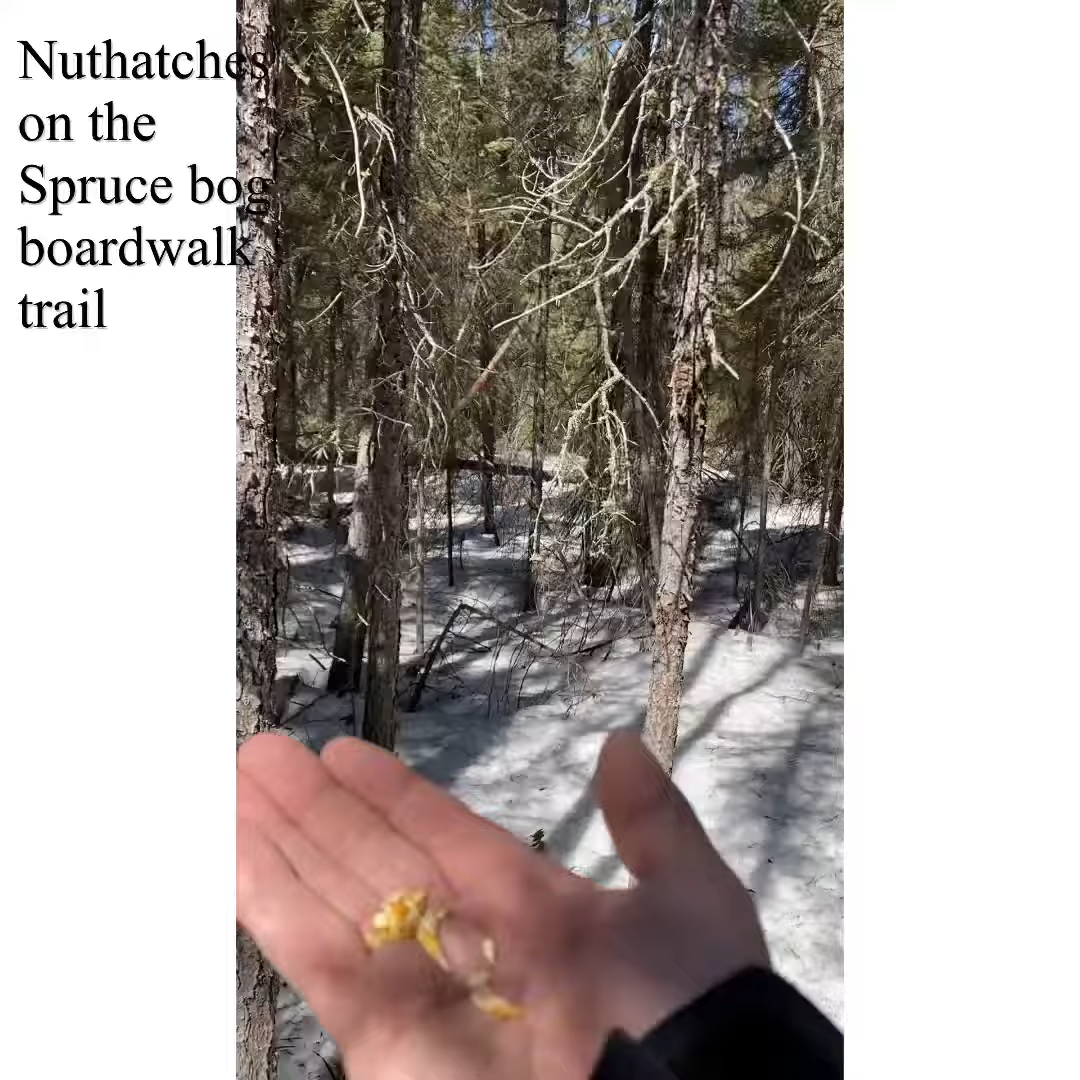 Nuthatches
on the
Spruce bog
boardwalk
trail